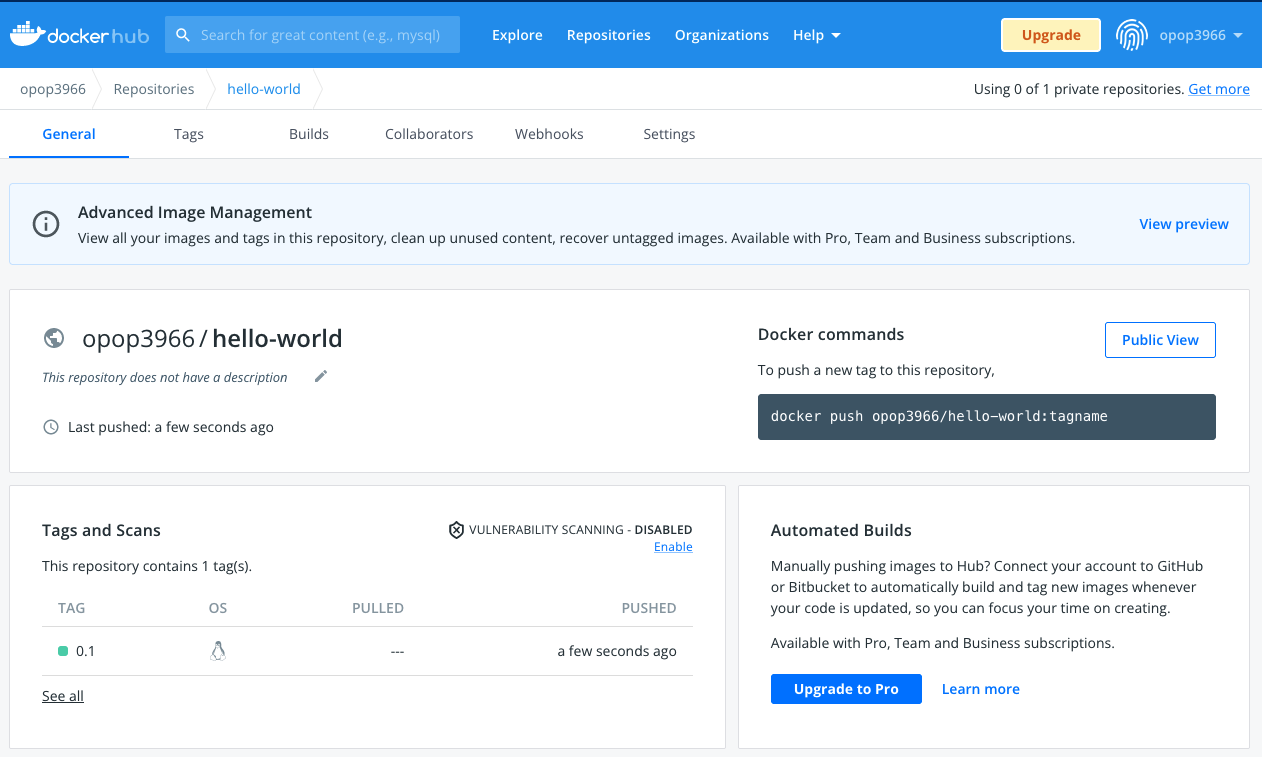 docker hub
Search for great content (e.g., mysql)
Explore
Repositories
Organizations
Help
Upgrade
opop3966
opop3966
Repositories
hello-world
Using 0 of 1 private repositories. Get more
General
Tags
Builds
Collaborators
Webhooks
Settings
Advanced Image Management
View all your images and tags in this repository, clean up unused content, recover untagged images. Available with Pro, Team and Business subscriptions.
View preview
opop3966 / hello-world
This repository does not have a description
Last pushed: a few seconds ago
Docker commands
Public View
To push a new tag to this repository,
docker push opop3966/hello-world:tagname
Tags and Scans
VULNERABILITY SCANNING - DISABLED
Enable
This repository contains 1 tag(s).
TAG
OS
PULLED
PUSHED
0.1
---
a few seconds ago
See all
Automated Builds
Manually pushing images to Hub? Connect your account to GitHub
or Bitbucket to automatically build and tag new images whenever
your code is updated, so you can focus your time on creating.
Available with Pro, Team and Business subscriptions.
Upgrade to Pro
Learn more